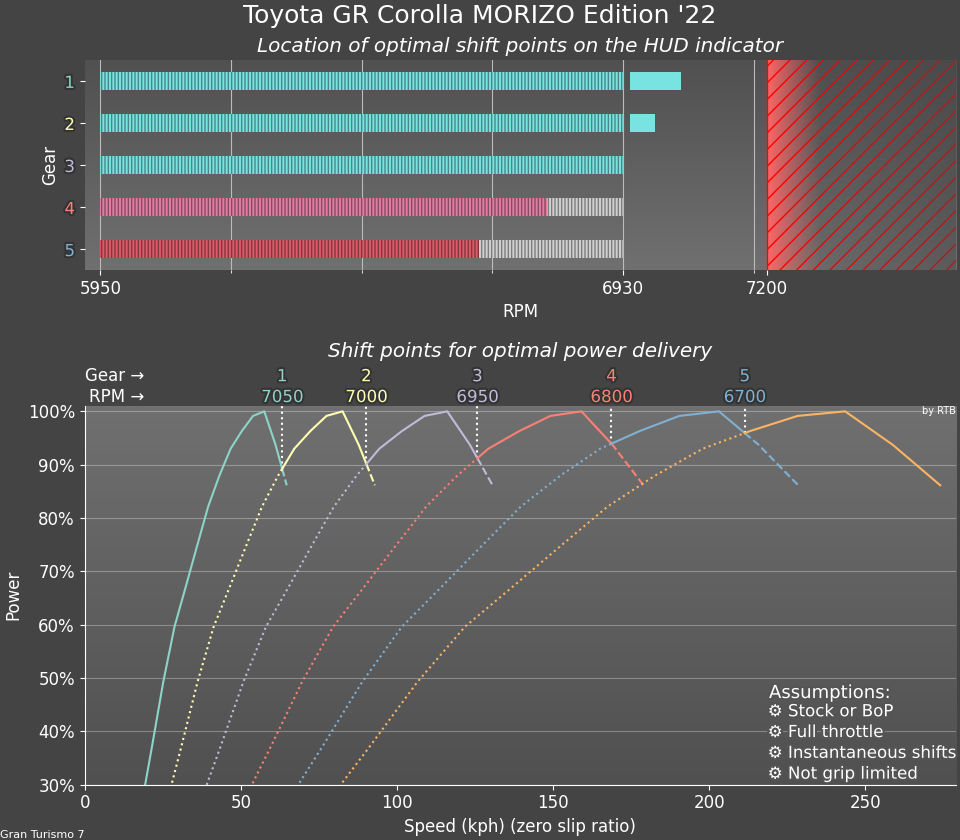 Toyota GR Corolla MORIZO Edition '22
Location of optimal shift points on the HUD indicator
Gear
1
2
3
4
5
5950 6930 7200
RPM
Shift points for optimal power delivery
Gear → 1 2 3 4 5
RPM → 7050 7000 6950 6800 6700
by RTB
Power
100%
90%
80%
70%
60%
50%
40%
30%
Assumptions:
⚙ Stock or BoP
⚙ Full throttle
⚙ Instantaneous shifts
⚙ Not grip limited
0 50 100 150 200 250
Speed (kph) (zero slip ratio)
Gran Turismo 7